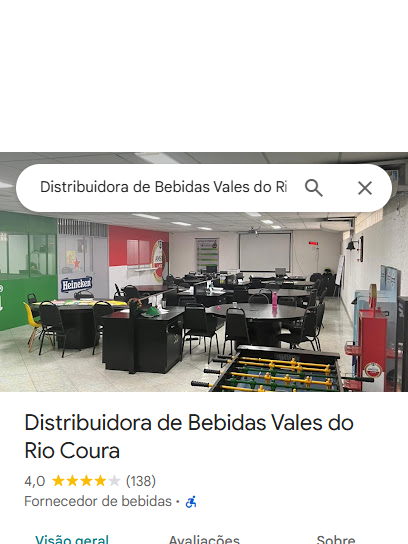 Distribuidora de Bebidas Vales do Ri
Heineken
Distribuidora de Bebidas Vales do
Rio Coura
4,0 (138)
Fornecedor de bebidas •
Visão geral Avaliações Sobre